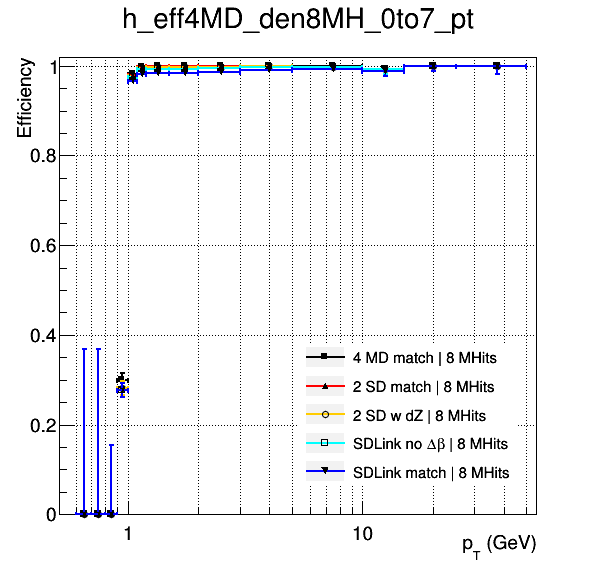 h_eff4MD_den8MH_0to7_pt
Efficiency
1
0.8
0.6
0.4
0.2
0
4 MD match | 8 MHits
2 SD match | 8 MHits
2 SD w dZ | 8 MHits
SDLink no Δβ | 8 MHits
SDLink match | 8 MHits
1 10
p_T (GeV)